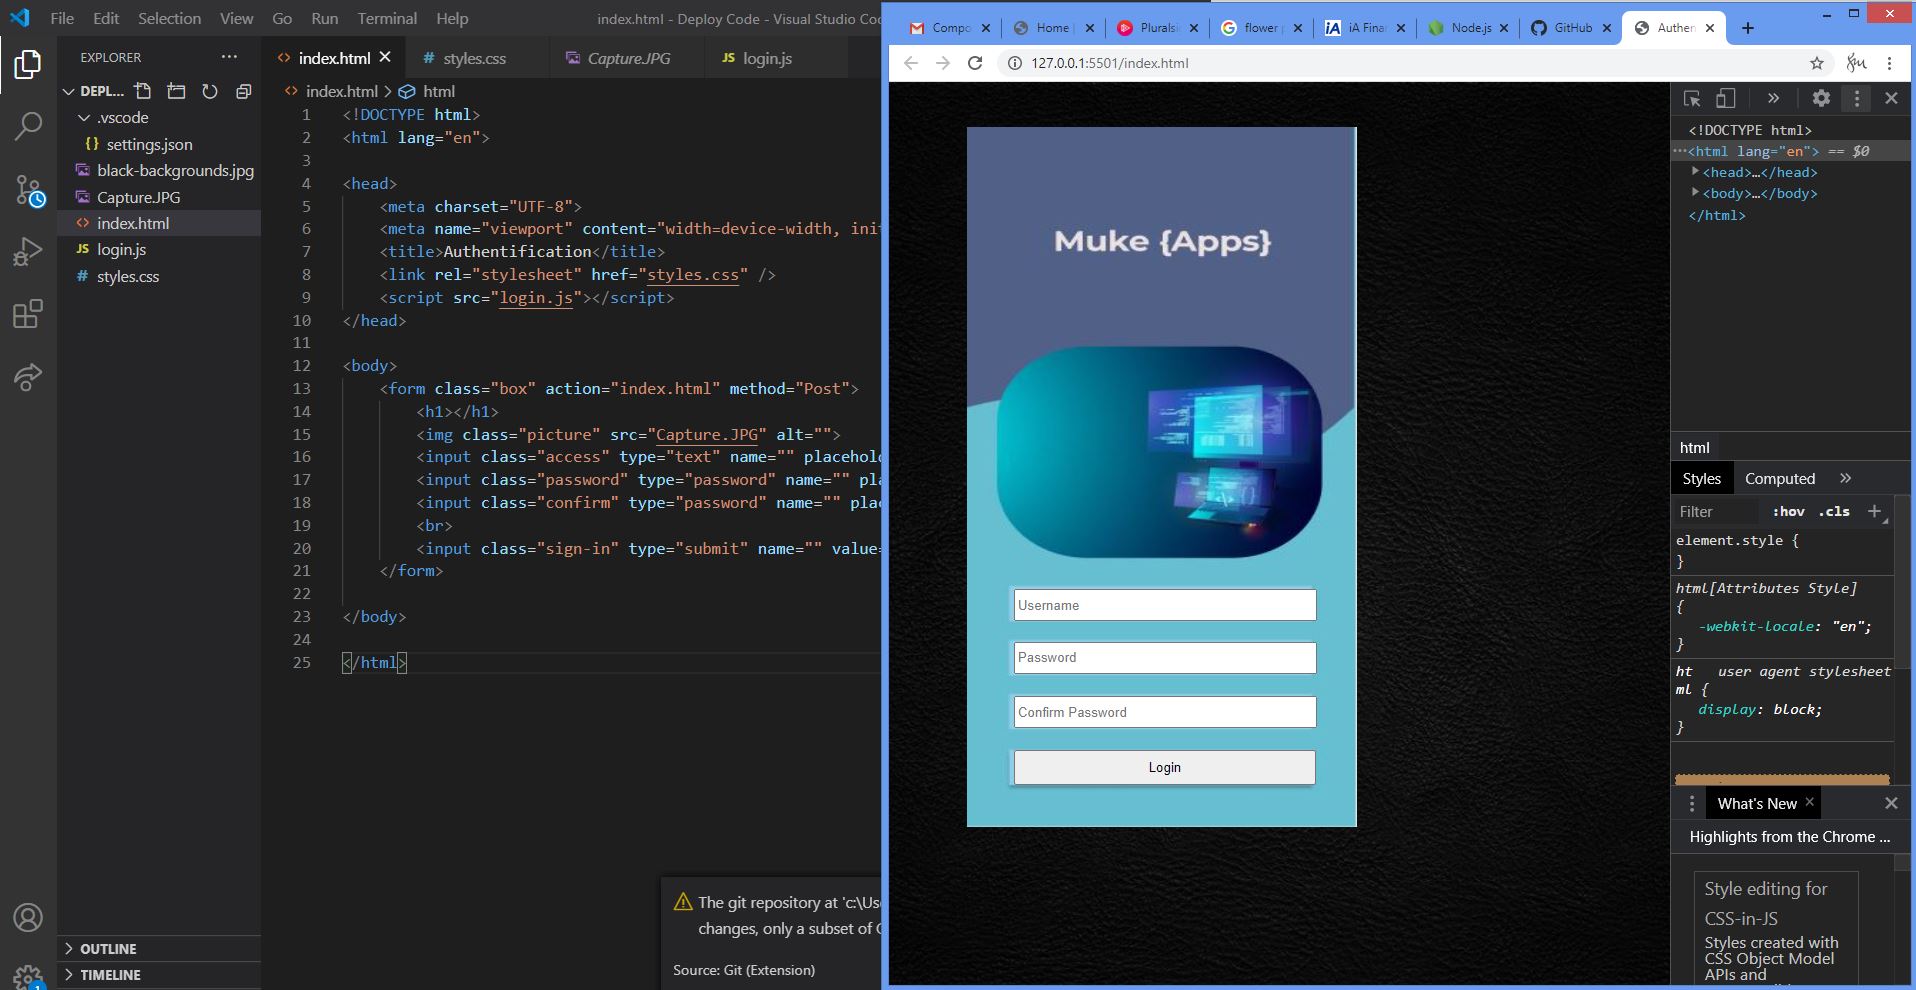 File Edit Selection View Go Run Terminal Help
index.html - Deploy Code - Visual Studio Cod
EXPLORER
DEPL...
.vscode
{} settings.json
black-backgrounds.jpg
Capture.JPG
<> index.html
JS login.js
# styles.css
OUTLINE
TIMELINE
1
<> index.html
# styles.css
Capture.JPG
JS login.js
<> index.html > html
1 <!DOCTYPE html>
2 <html lang="en">
3
4 <head>
5 <meta charset="UTF-8">
6 <meta name="viewport" content="width=device-width, init
7 <title>Authentification</title>
8 <link rel="stylesheet" href="styles.css" />
9 <script src="login.js"></script>
10 </head>
11
12 <body>
13 <form class="box" action="index.html" method="Post">
14 <h1></h1>
15 <img class="picture" src="Capture.JPG" alt="">
16 <input class="access" type="text" name="" placehold
17 <input class="password" type="password" name="" pla
18 <input class="confirm" type="password" name="" plac
19 <br>
20 <input class="sign-in" type="submit" name="" value=
21 </form>
22
23 </body>
24
25 </html>
The git repository at 'c:\Use
changes, only a subset of G
Source: Git (Extension)
Compo
Home |
Pluralsi
flower p
iA iA Finan
Node.js
GitHub
Authen
127.0.0.1:5501/index.html
Muke {Apps}
Username
Password
Confirm Password
Login
<!DOCTYPE html>
<html lang="en"> == $0
<head>…</head>
<body>…</body>
</html>
html
Styles Computed
Filter :hov .cls +
element.style {
}
html[Attributes Style]
{
-webkit-locale: "en";
}
ht user agent stylesheet
ml {
display: block;
}
What's New
Highlights from the Chrome ...
Style editing for
CSS-in-JS
Styles created with
CSS Object Model
APIs and